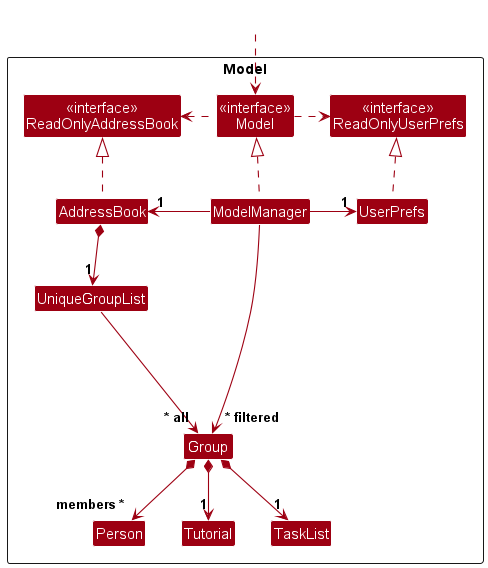 Model
«interface»
ReadOnlyAddressBook
«interface»
Model
«interface»
ReadOnlyUserPrefs
AddressBook
1
ModelManager
1
UserPrefs
1
UniqueGroupList
* all
* filtered
Group
members *
1
1
Person
Tutorial
TaskList